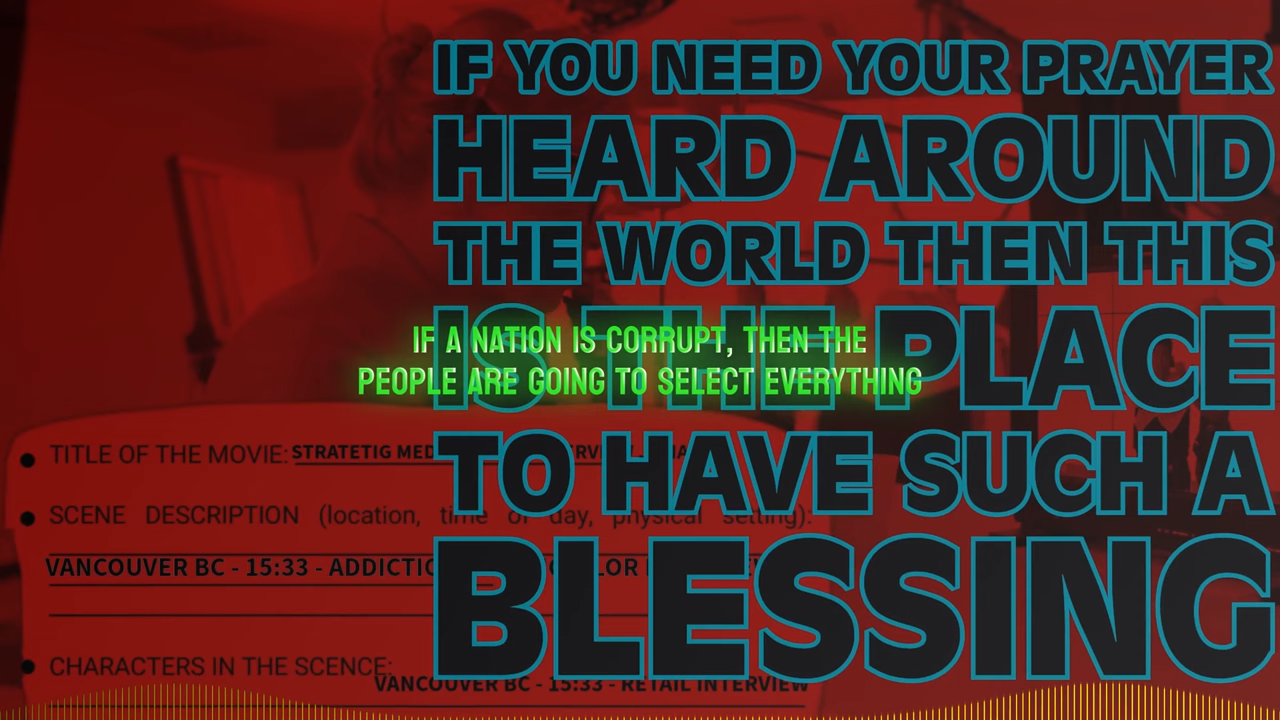 IF YOU NEED YOUR PRAYER
HEARD AROUND
THE WORLD THEN THIS
IS THE PLACE
TO HAVE SUCH A
BLESSING
IF A NATION IS CORRUPT, THEN THE
PEOPLE ARE GOING TO SELECT EVERYTHING
TITLE OF THE MOVIE: STRATETIG
SCENE DESCRIPTION (location, time of day, physical setting):
VANCOUVER BC - 15:33 -
CHARACTERS IN THE SCENCE:
VANCOUVER BC - 15:33 - RETAIL INTERVIEW